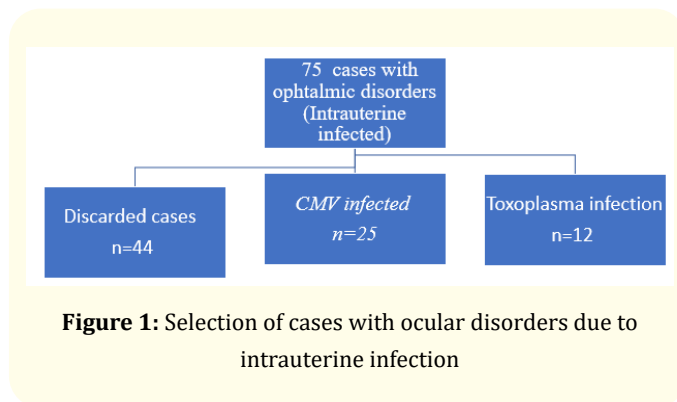 75 cases with
ophtalmic disorders
(Intrauterine
infected)
Discarded cases
n=44
CMV infected
n=25
Toxoplasma infection
n=12
Figure 1: Selection of cases with ocular disorders due to
intrauterine infection